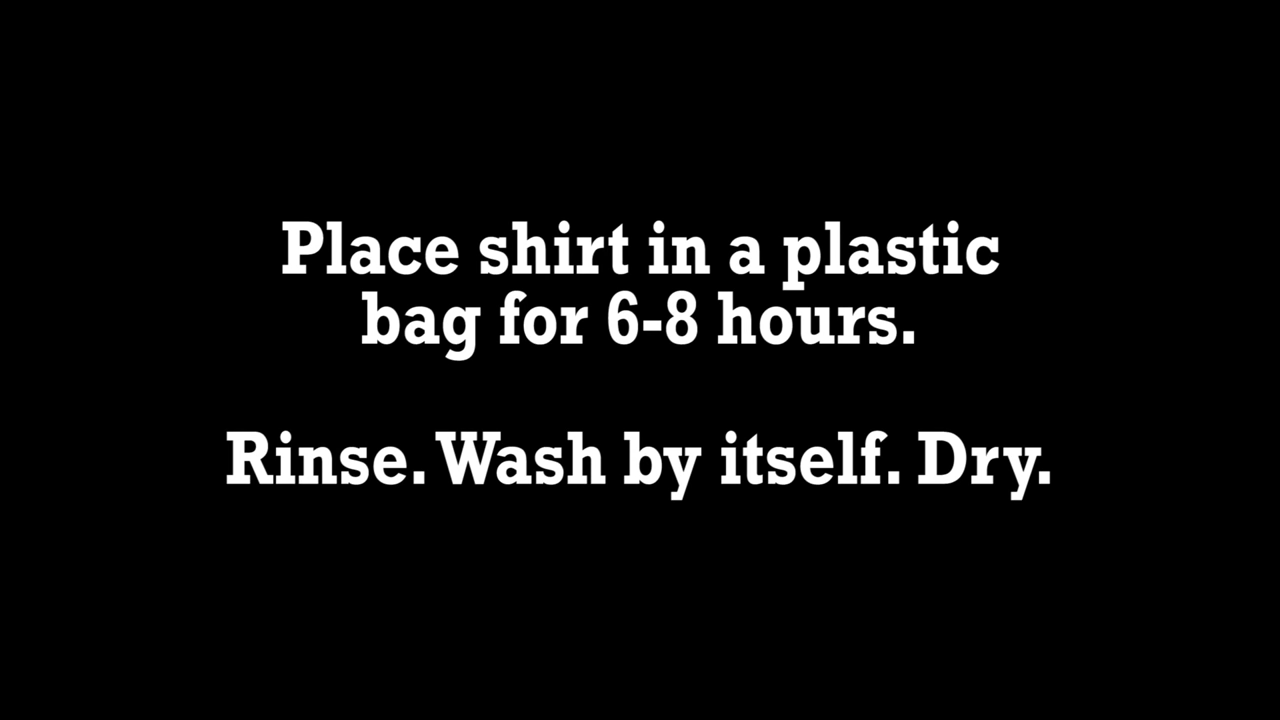 Place shirt in a plastic
bag for 6-8 hours.
Rinse. Wash by itself. Dry.